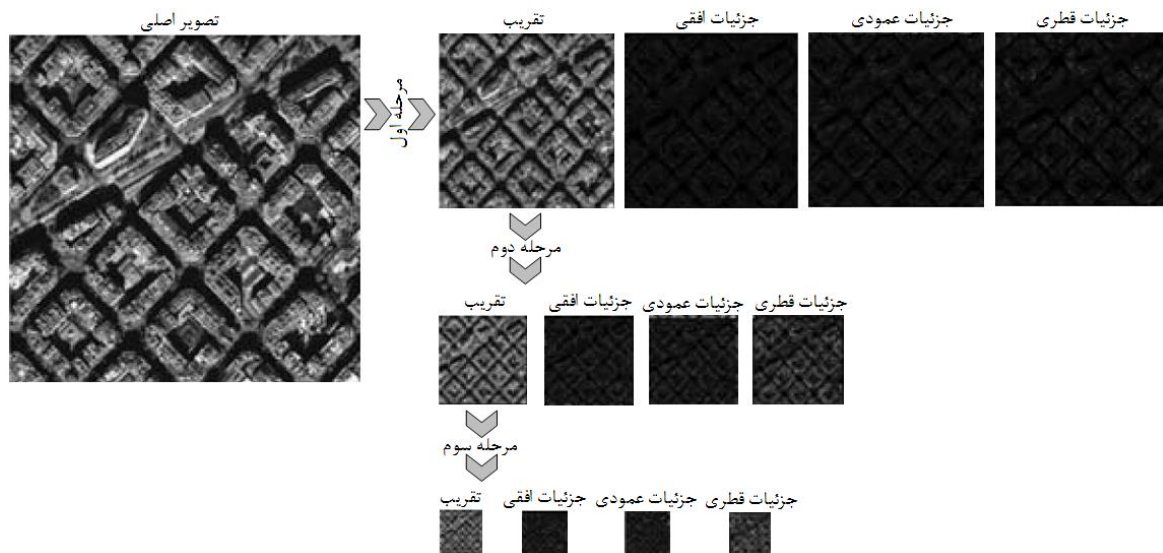 تصویر اصلی
مرحله اول
تقریب
جزئیات افقی
جزئیات عمودی
جزئیات قطری
مرحله دوم
تقریب
جزئیات افقی
جزئیات عمودی
جزئیات قطری
مرحله سوم
تقریب
جزئیات افقی
جزئیات عمودی
جزئیات قطری